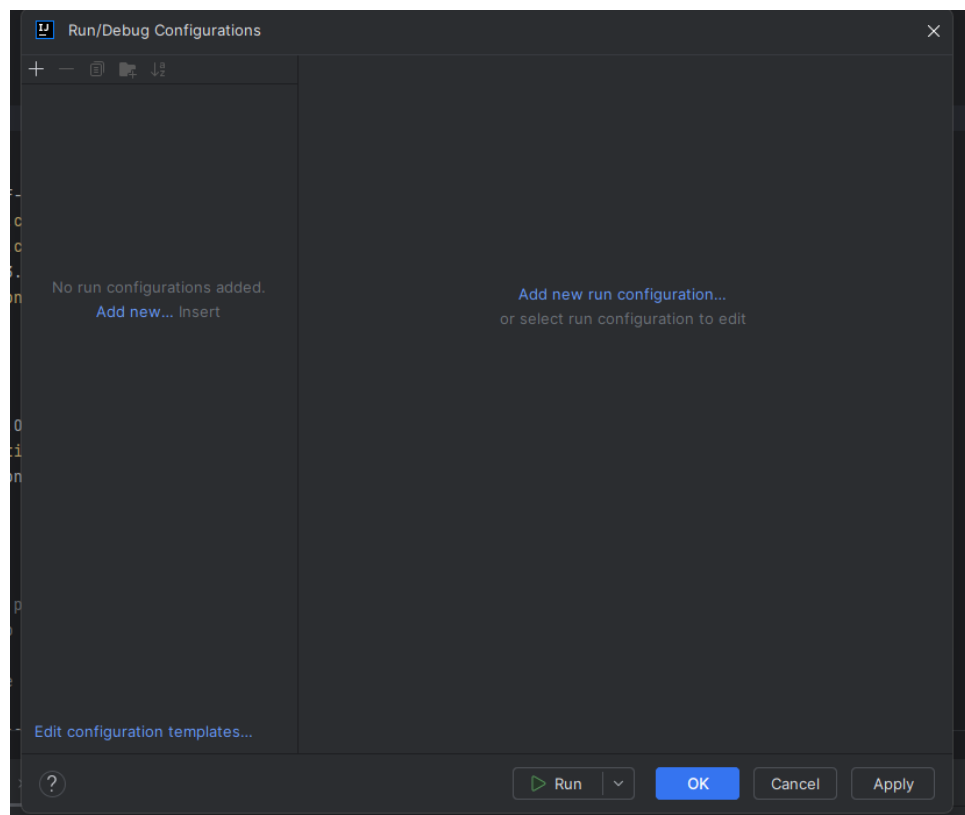 IJ
Run/Debug Configurations
No run configurations added.
Add new... Insert
Add new run configuration...
or select run configuration to edit
Edit configuration templates...
?
Run
OK
Cancel
Apply